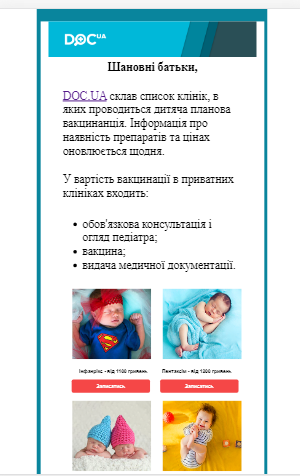 DOC UA
Шановні батьки,
DOC.UA склав список клінік, в
яких проводиться дитяча планова
вакцинація. Інформація про
наявність препаратів та цінах
оновлюється щодня.
У вартість вакцинації в приватних
клініках входить:
• обов'язкова консультація і
огляд педіатра;
• вакцина;
• видача медичної документації.
Інфанрікс - від 1100 гривень. Пентаксім - від 1200 гривень.
Записатись Записатись